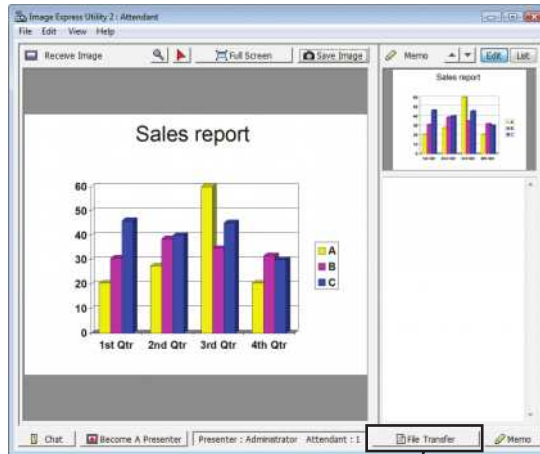 Image Express Utility 2 : Attendant
File Edit View Help
Receive Image Full Screen Save Image Memo Edit List
Sales report
Sales report
60
50
40
30
20
10
0
1st Qtr 2nd Qtr 3rd Qtr 4th Qtr
A
B
C
Chat Become A Presenter Presenter : Administrator Attendant : 1 File Transfer Memo